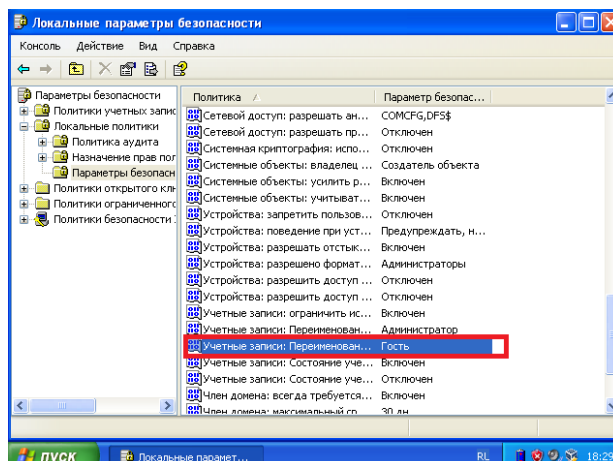 Локальные параметры безопасности
Консоль Действие Вид Справка
Параметры безопасности
Политики учетных запис
Локальные политики
Политика аудита
Назначение прав пол
Параметры безопасн
Политики открытого клю
Политики ограниченного
Политики безопасности
Политика Параметр безопас...
Сетевой доступ: разрешать ан... COMCFG,DFS$
Сетевой доступ: разрешать пр... Отключен
Системная криптография: испо... Отключен
Системные объекты: владелец ... Создатель объекта
Системные объекты: усилить р... Включен
Системные объекты: учитыват... Включен
Устройства: запретить пользов... Отключен
Устройства: поведение при уст... Предупреждать, н...
Устройства: разрешать отстык... Включен
Устройства: разрешено формат... Администраторы
Устройства: разрешить доступ ... Отключен
Устройства: разрешить доступ ... Отключен
Учетные записи: ограничить ис... Включен
Учетные записи: Переименован... Администратор
Учетные записи: Переименован... Гость
Учетные записи: Состояние уче... Включен
Учетные записи: Состояние уче... Отключен
Член домена: всегда требуется... Включен
Член домена: максимальный ср... 30 дн
пуск Локальные парамет... RL 18:29